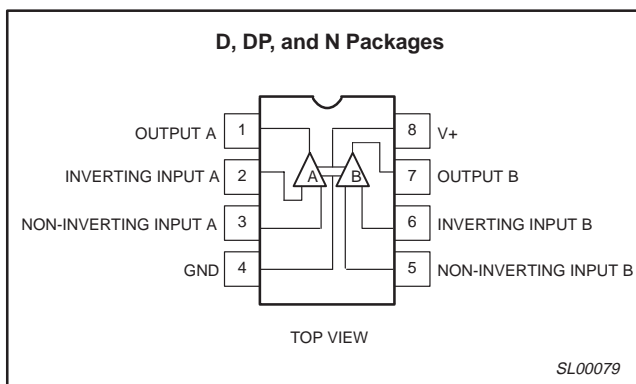 D, DP, and N Packages
OUTPUT A 1 8 V+
INVERTING INPUT A 2 A B 7 OUTPUT B
NON-INVERTING INPUT A 3 6 INVERTING INPUT B
GND 4 5 NON-INVERTING INPUT B
TOP VIEW
SL00079